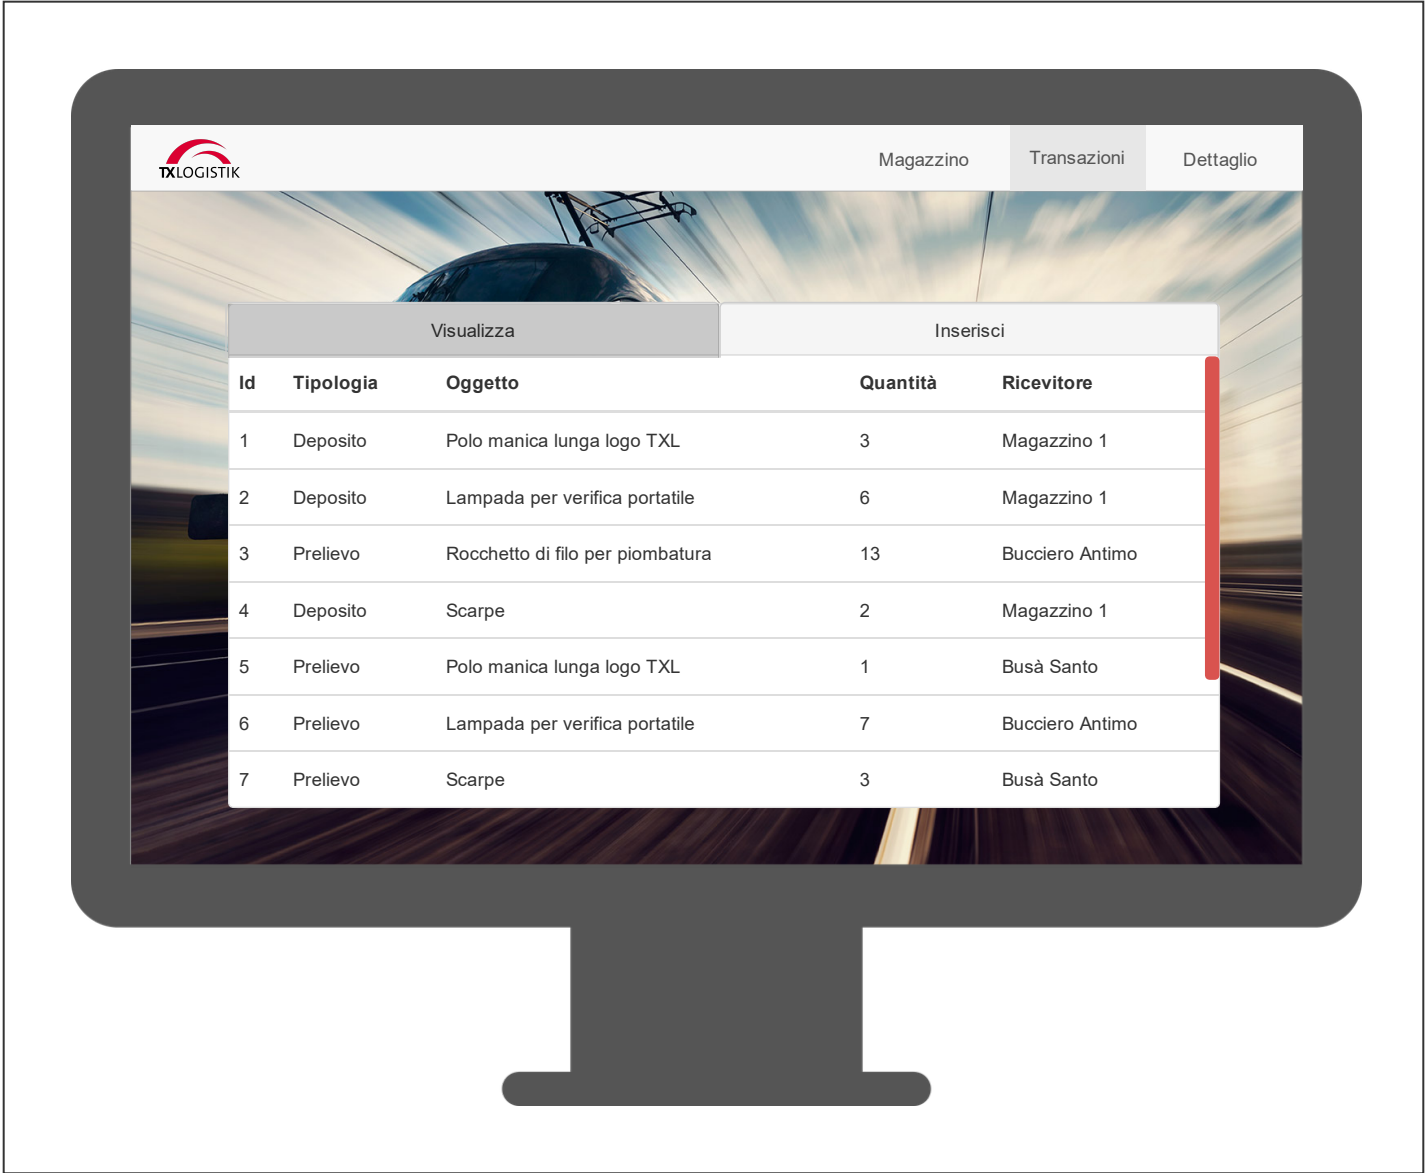 TXLOGISTIK
Magazzino Transazioni Dettaglio
Visualizza Inserisci
Id Tipologia Oggetto Quantità Ricevitore
1 Deposito Polo manica lunga logo TXL 3 Magazzino 1
2 Deposito Lampada per verifica portatile 6 Magazzino 1
3 Prelievo Rocchetto di filo per piombatura 13 Bucciero Antimo
4 Deposito Scarpe 2 Magazzino 1
5 Prelievo Polo manica lunga logo TXL 1 Busà Santo
6 Prelievo Lampada per verifica portatile 7 Bucciero Antimo
7 Prelievo Scarpe 3 Busà Santo